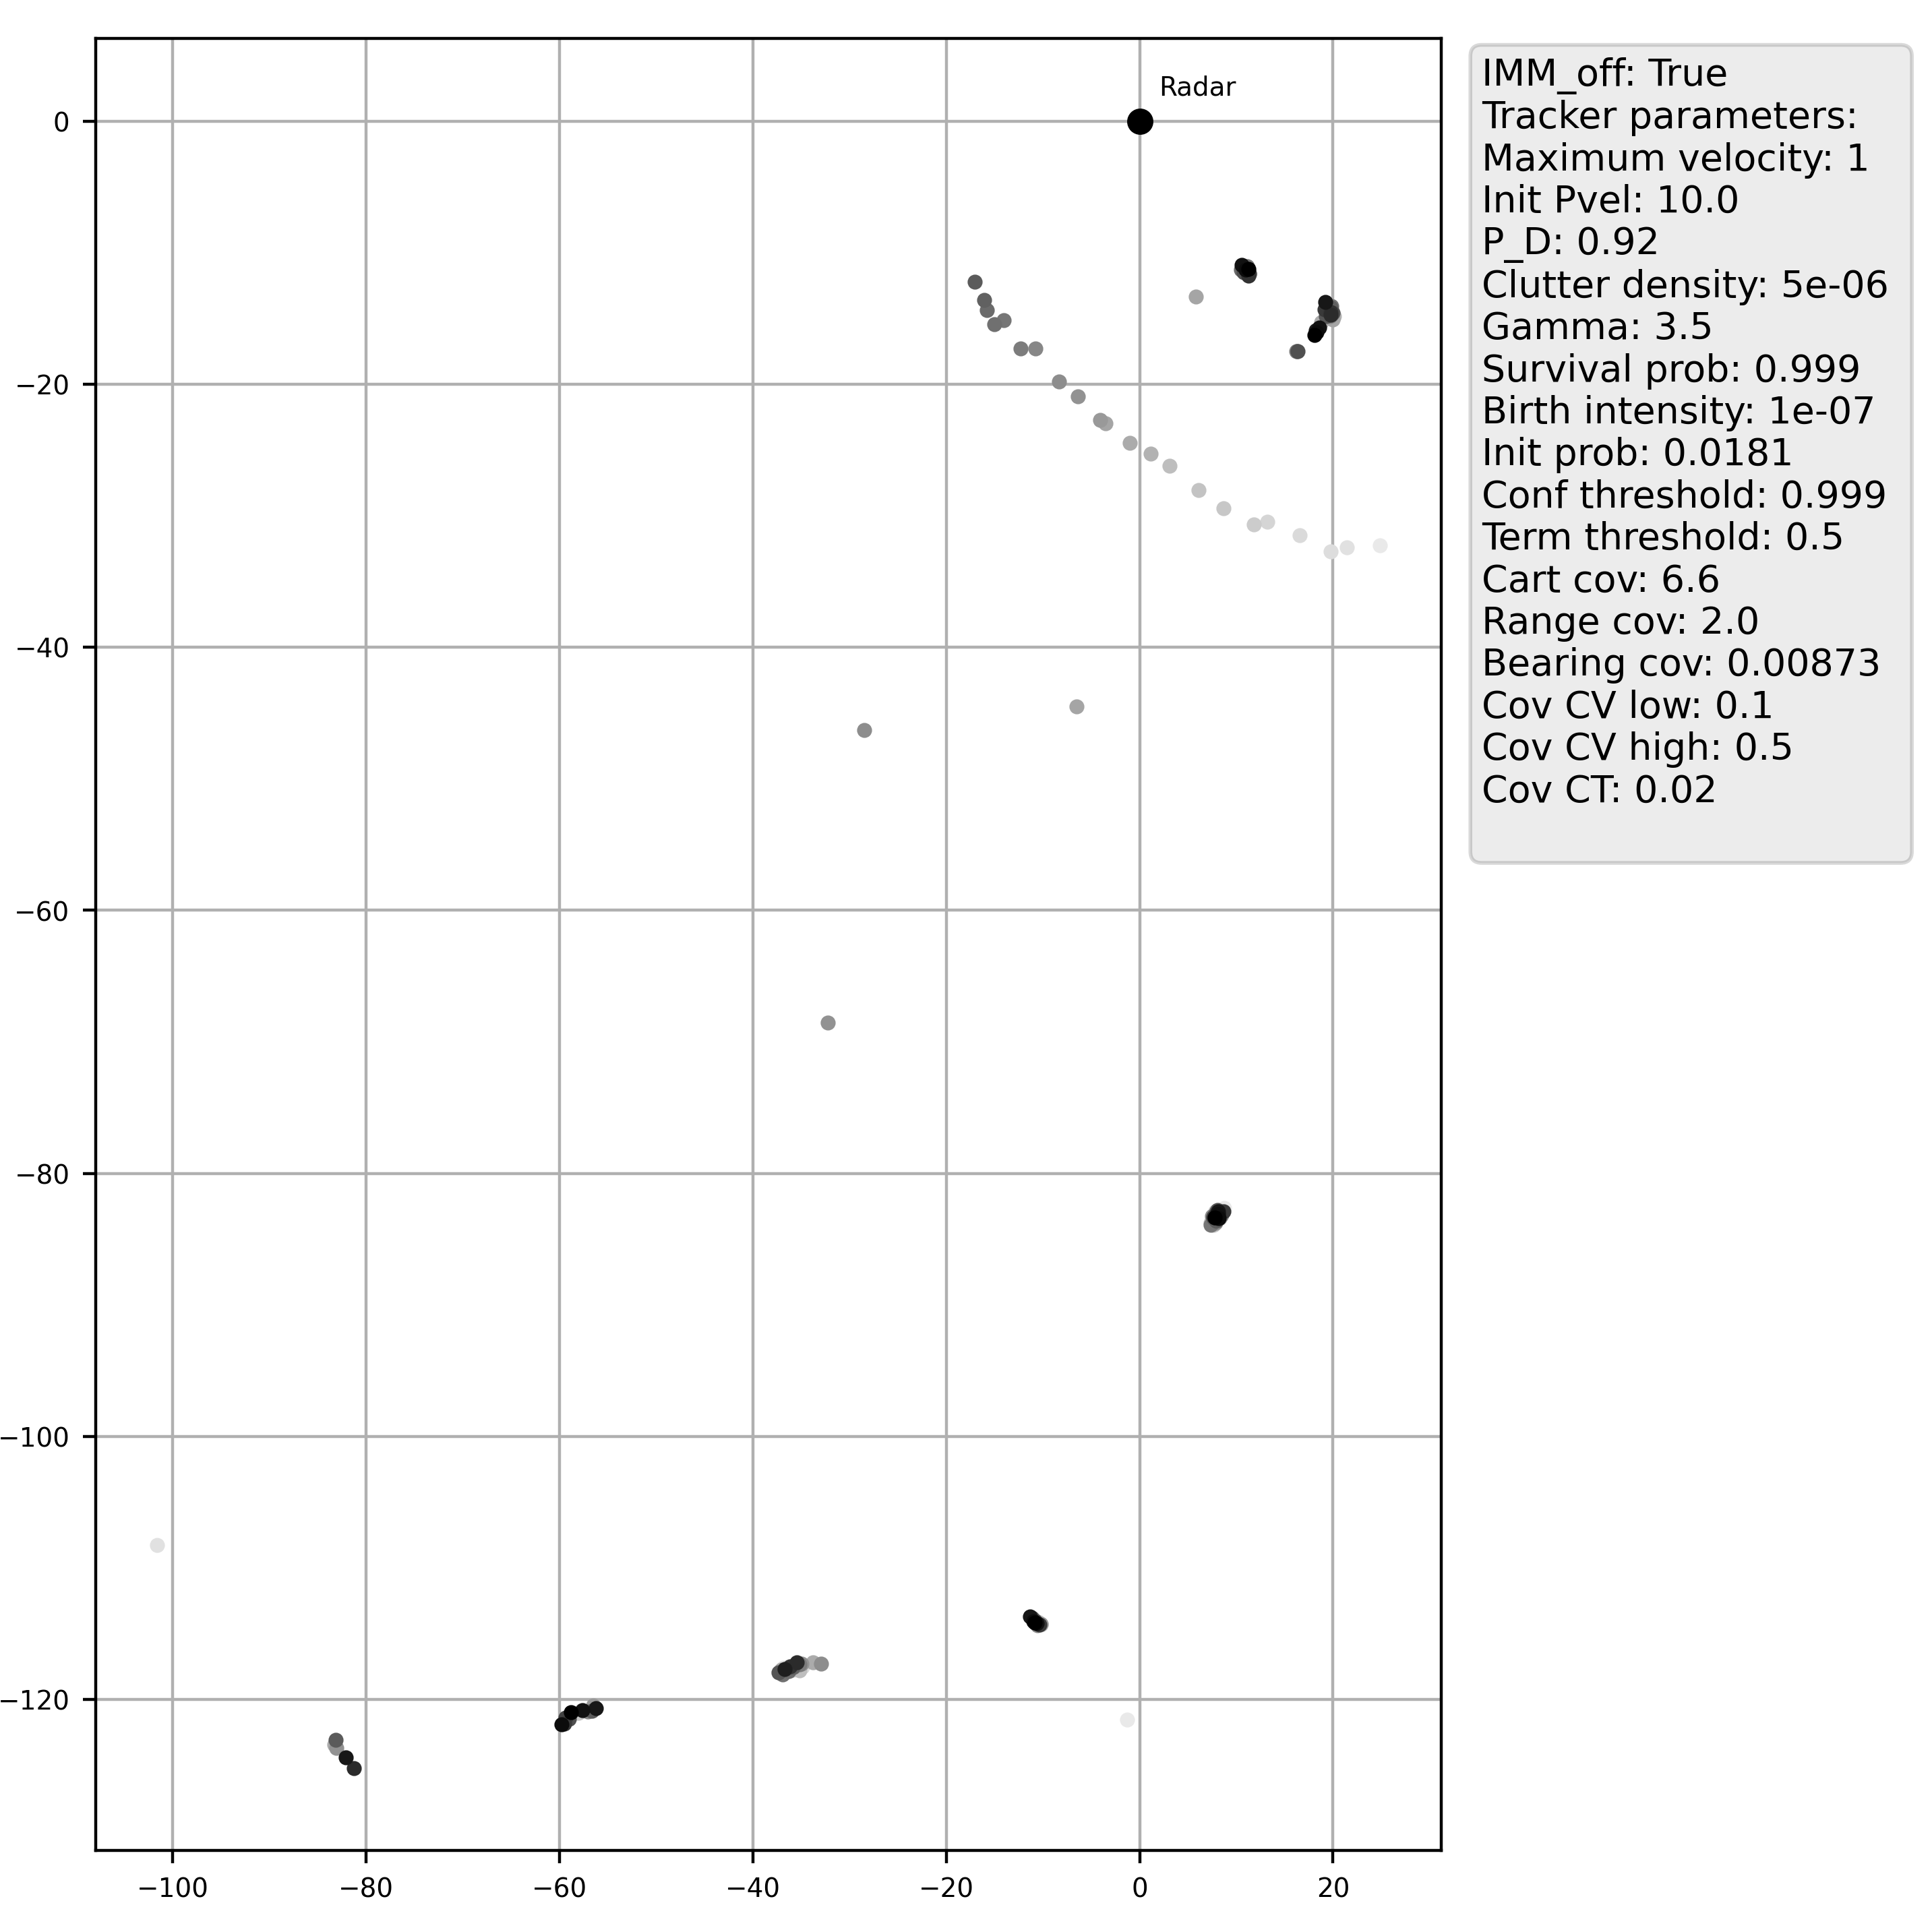 Radar
0
−20
−40
−60
−80
−100
−120
−100 −80 −60 −40 −20 0 20
IMM_off: True
Tracker parameters:
Maximum velocity: 1
Init Pvel: 10.0
P_D: 0.92
Clutter density: 5e-06
Gamma: 3.5
Survival prob: 0.999
Birth intensity: 1e-07
Init prob: 0.0181
Conf threshold: 0.999
Term threshold: 0.5
Cart cov: 6.6
Range cov: 2.0
Bearing cov: 0.00873
Cov CV low: 0.1
Cov CV high: 0.5
Cov CT: 0.02